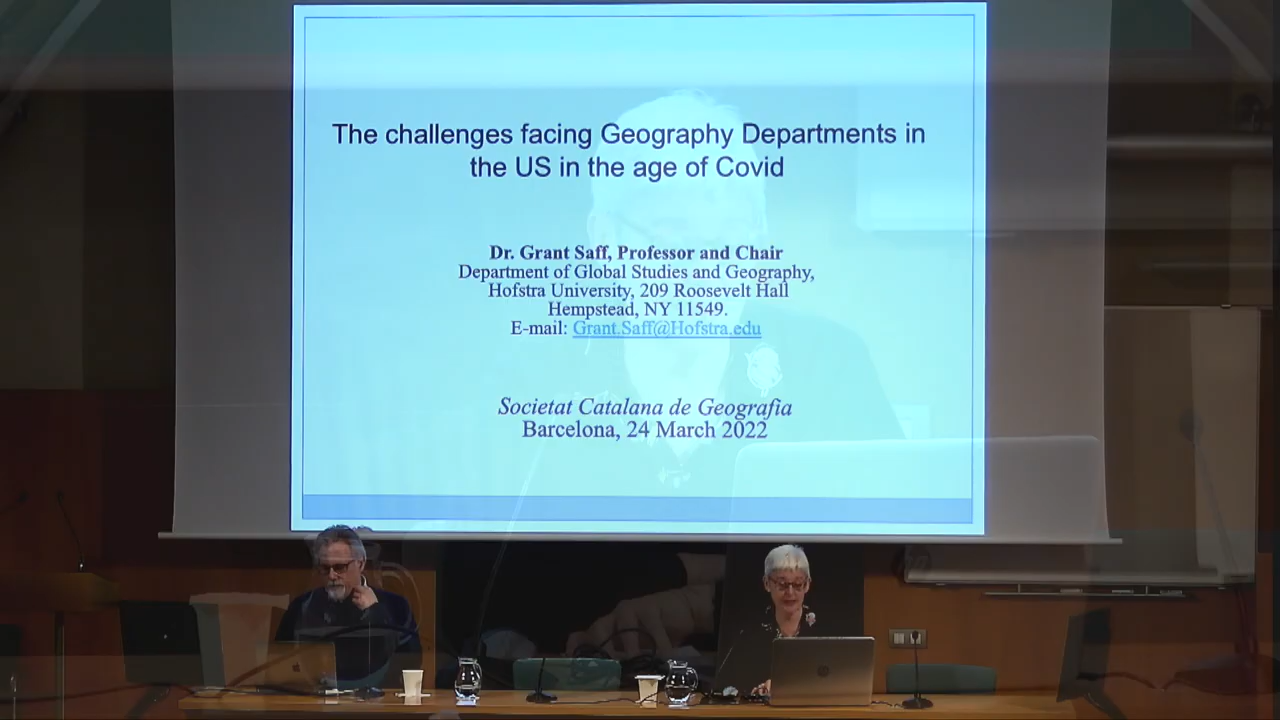 The challenges facing Geography Departments in
the US in the age of Covid
Dr. Grant Saff, Professor and Chair
Department of Global Studies and Geography,
Hofstra University, 209 Roosevelt Hall
Hempstead, NY 11549.
E-mail: Grant.Saff@Hofstra.edu
Societat Catalana de Geografia
Barcelona, 24 March 2022